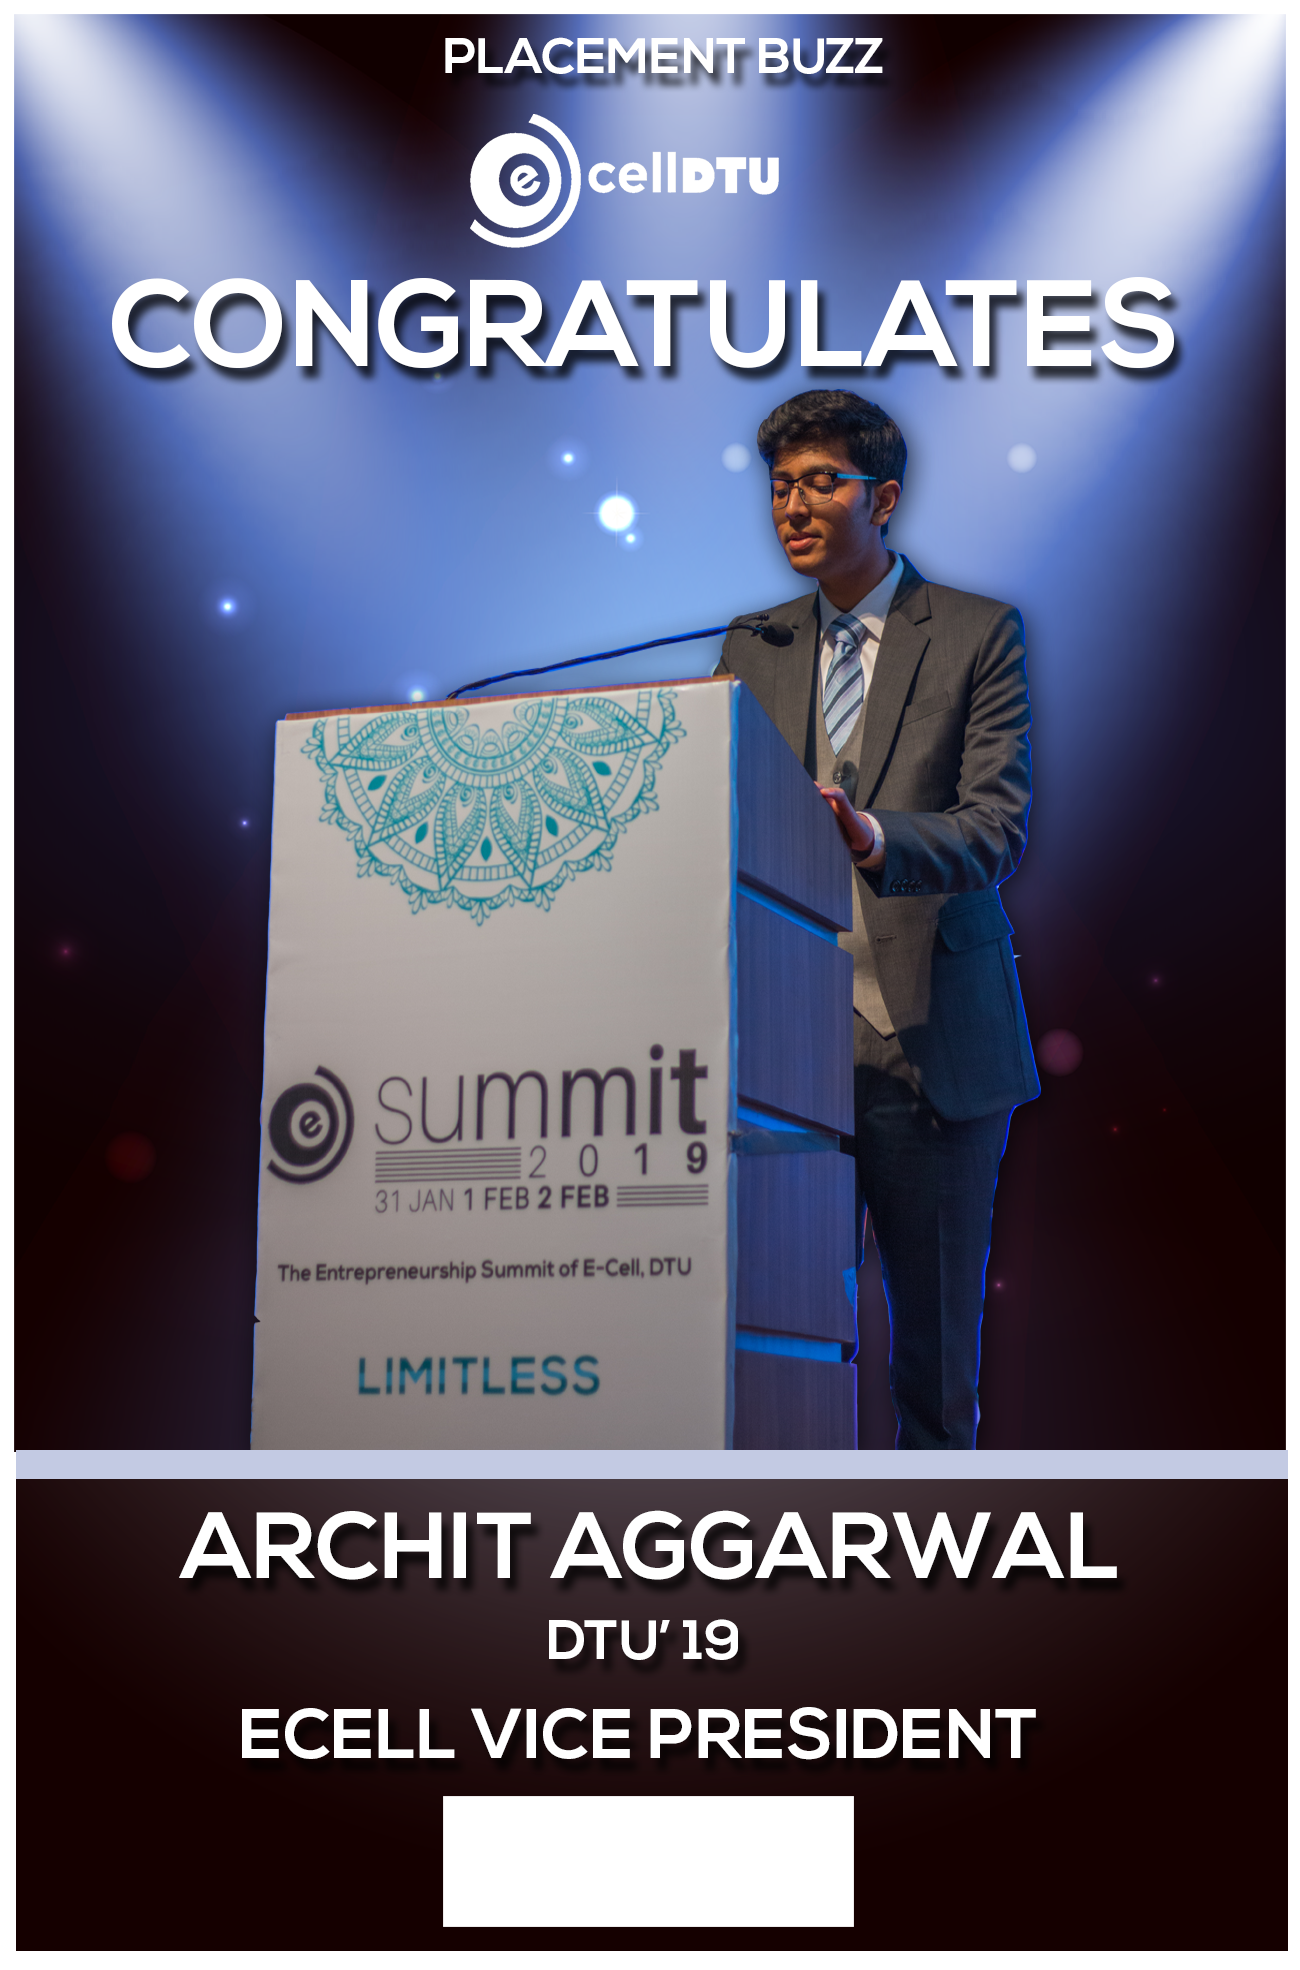 PLACEMENT BUZZ
e cellDTU
CONGRATULATES
e summit
2019
31 JAN 1 FEB 2 FEB
The Entrepreneurship Summit of E-Cell, DTU
LIMITLESS
ARCHIT AGGARWAL
DTU' 19
ECELL VICE PRESIDENT